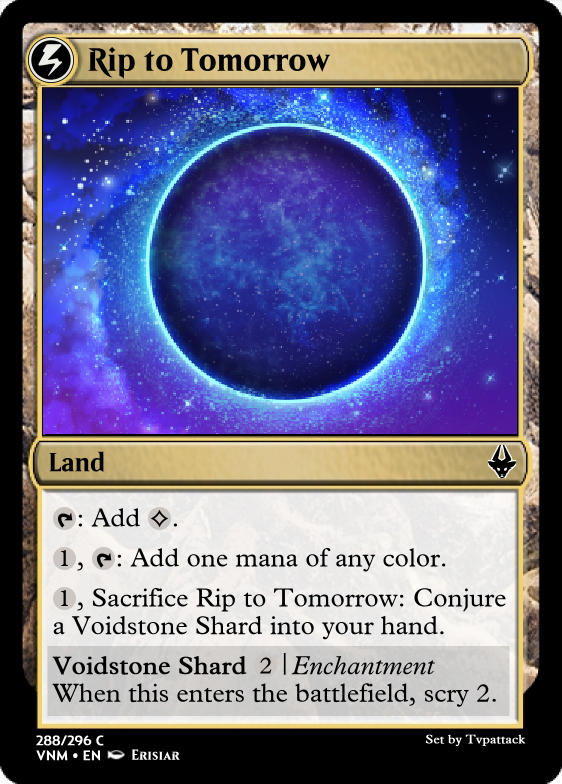 Rip to Tomorrow
Land
: Add .
1, : Add one mana of any color.
1, Sacrifice Rip to Tomorrow: Conjure
a Voidstone Shard into your hand.
Voidstone Shard 2 | Enchantment
When this enters the battlefield, scry 2.
288/296 C
VNM • EN Erisiar
Set by Tvpattack